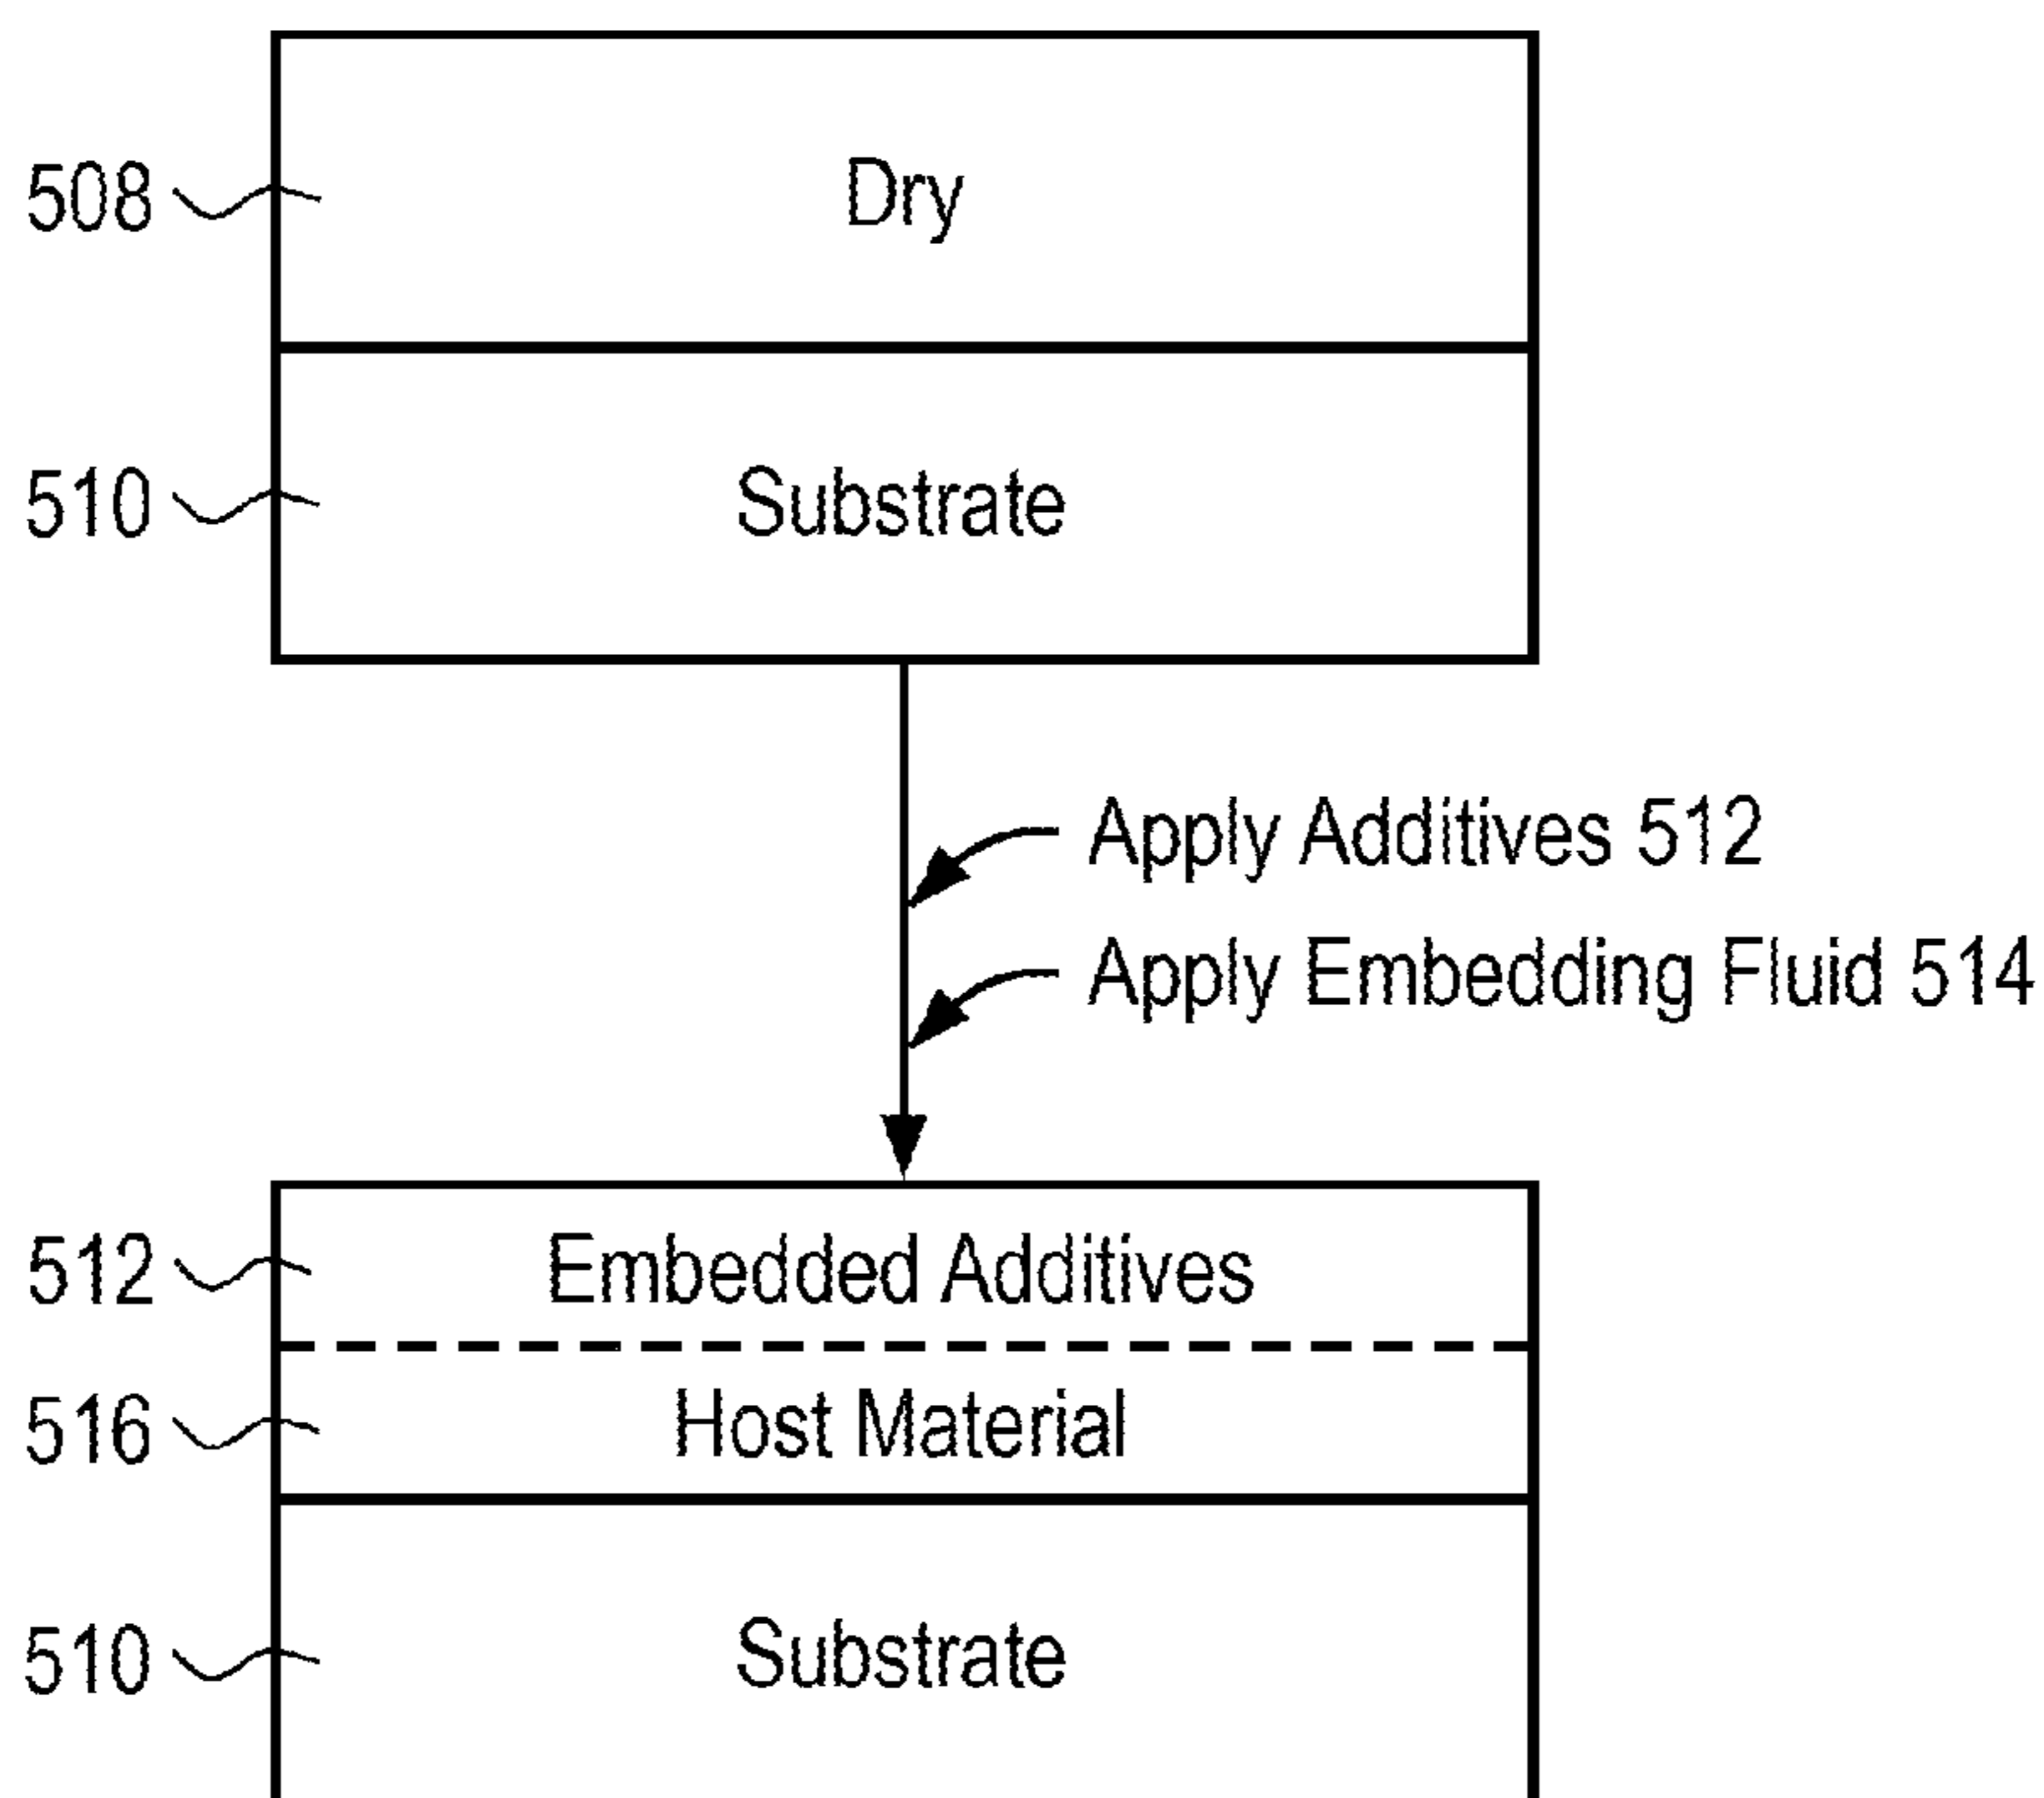 508 Dry
510 Substrate
Apply Additives 512
Apply Embedding Fluid 514
512 Embedded Additives
516 Host Material
510 Substrate